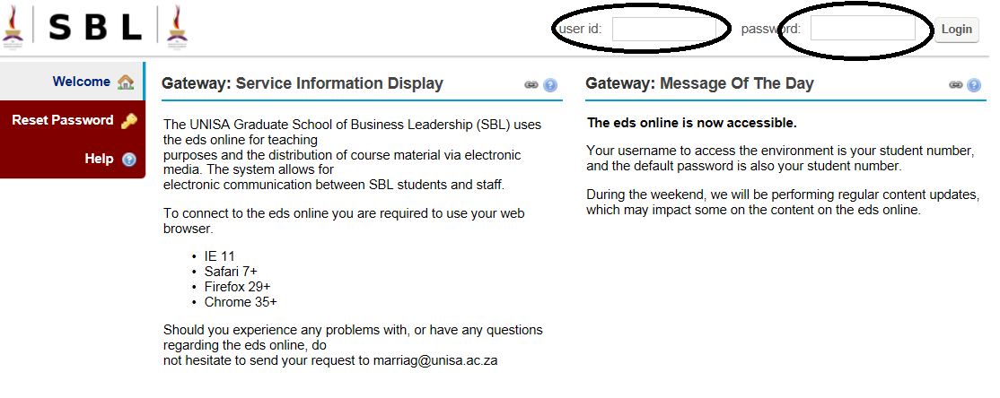 SBL
user id:
password:
Login
Welcome
Reset Password
Help
Gateway: Service Information Display
The UNISA Graduate School of Business Leadership (SBL) uses
the eds online for teaching
purposes and the distribution of course material via electronic
media. The system allows for
electronic communication between SBL students and staff.
To connect to the eds online you are required to use your web
browser.
• IE 11
• Safari 7+
• Firefox 29+
• Chrome 35+
Should you experience any problems with, or have any questions
regarding the eds online, do
not hesitate to send your request to marriag@unisa.ac.za
Gateway: Message Of The Day
The eds online is now accessible.
Your username to access the environment is your student number,
and the default password is also your student number.
During the weekend, we will be performing regular content updates,
which may impact some on the content on the eds online.